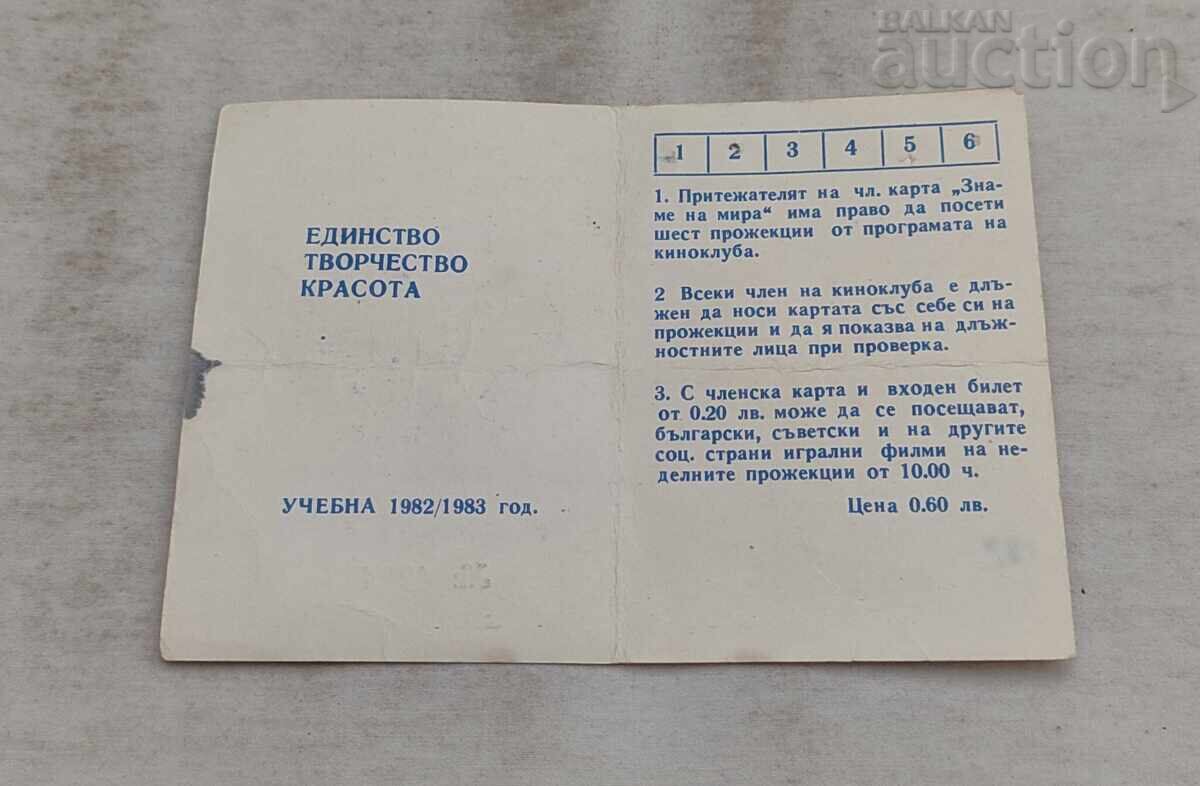 BALKAN
auction
ЕДИНСТВО
ТВОРЧЕСТВО
КРАСОТА
УЧЕБНА 1982/1983 год.
1 2 3 4 5 6
1. Притежателят на чл. карта „Зна-
ме на мира“ има право да посети
шест прожекции от програмата на
киноклуба.
2 Всеки член на киноклуба е длъ-
жен да носи картата със себе си на
прожекции и да я показва на длъж-
ностните лица при проверка.
3. С членска карта и входен билет
от 0.20 лв. може да се посещават,
български, съветски и на другите
соц. страни игрални филми на не-
делните прожекции от 10.00 ч.
Цена 0.60 лв.